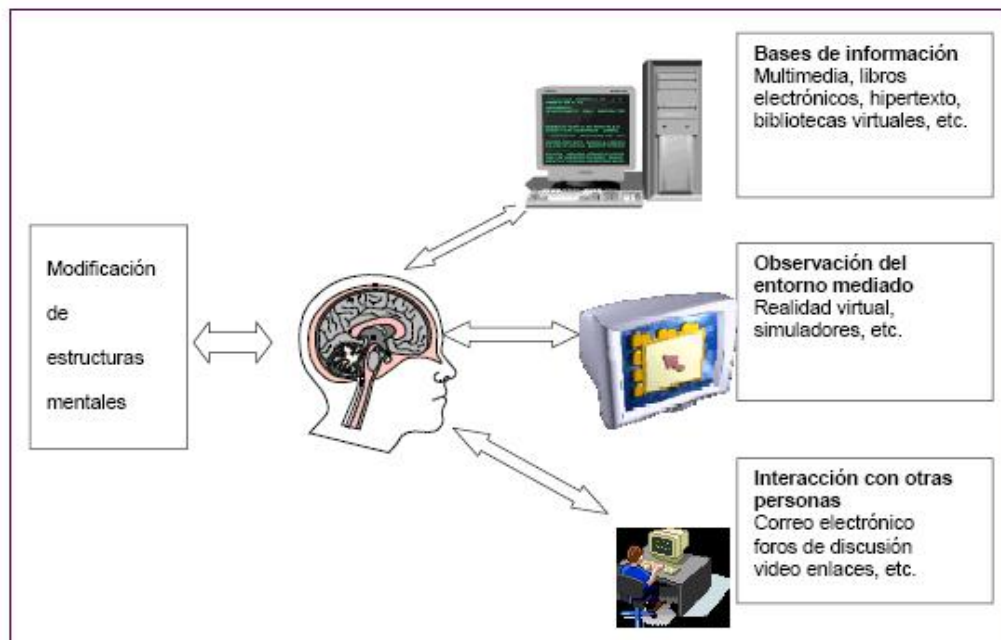 Bases de información
Multimedia, libros
electrónicos, hipertexto,
bibliotecas virtuales, etc.
Modificación
de
estructuras
mentales
Observación del
entorno mediado
Realidad virtual,
simuladores, etc.
Interacción con otras
personas
Correo electrónico
foros de discusión
video enlaces, etc.